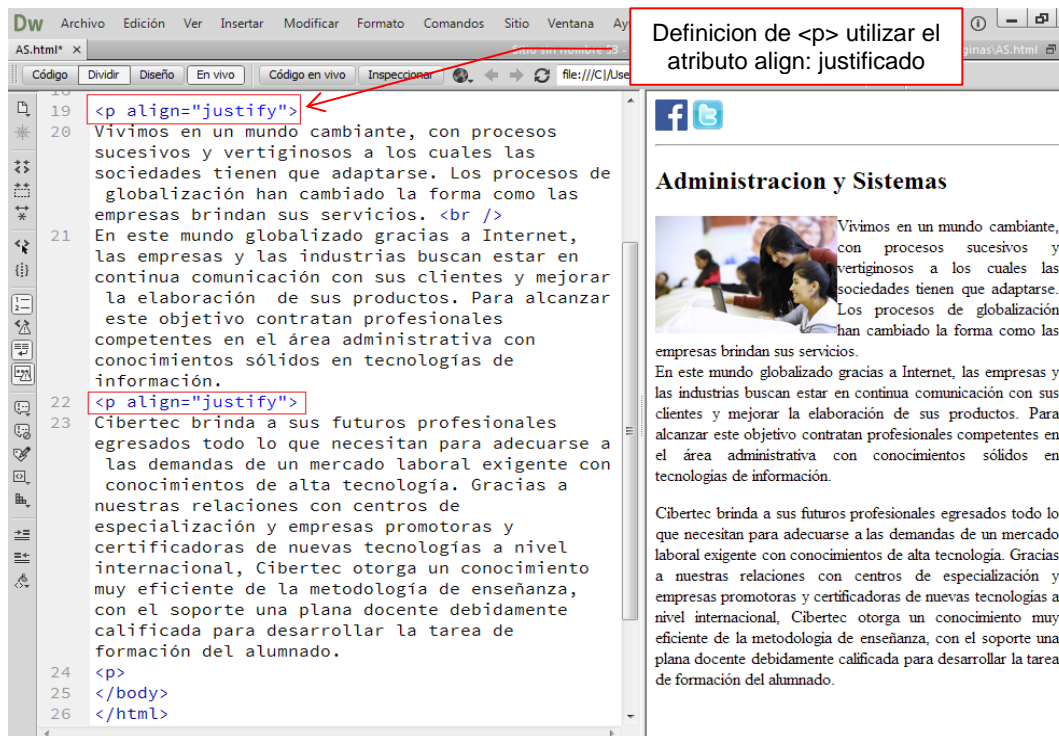 Dw Archivo Edición Ver Insertar Modificar Formato Comandos Sitio Ventana Ay
Definicion de <p> utilizar el
atributo align: justificado
AS.html* × Sitio sin nombre 58 - ginas\AS.html
Código Dividir Diseño En vivo Código en vivo Inspeccionar file:///C|/Use
18
19 <p align="justify">
20 Vivimos en un mundo cambiante, con procesos
sucesivos y vertiginosos a los cuales las
sociedades tienen que adaptarse. Los procesos de
globalización han cambiado la forma como las
empresas brindan sus servicios. <br />
21 En este mundo globalizado gracias a Internet,
las empresas y las industrias buscan estar en
continua comunicación con sus clientes y mejorar
la elaboración de sus productos. Para alcanzar
este objetivo contratan profesionales
competentes en el área administrativa con
conocimientos sólidos en tecnologías de
información.
22 <p align="justify">
23 Cibertec brinda a sus futuros profesionales
egresados todo lo que necesitan para adecuarse a
las demandas de un mercado laboral exigente con
conocimientos de alta tecnología. Gracias a
nuestras relaciones con centros de
especialización y empresas promotoras y
certificadoras de nuevas tecnologías a nivel
internacional, Cibertec otorga un conocimiento
muy eficiente de la metodología de enseñanza,
con el soporte una plana docente debidamente
calificada para desarrollar la tarea de
formación del alumnado.
24 <p>
25 </body>
26 </html>
Administracion y Sistemas
Vivimos en un mundo cambiante,
con procesos sucesivos y
vertiginosos a los cuales las
sociedades tienen que adaptarse.
Los procesos de globalización
han cambiado la forma como las
empresas brindan sus servicios.
En este mundo globalizado gracias a Internet, las empresas y
las industrias buscan estar en continua comunicación con sus
clientes y mejorar la elaboración de sus productos. Para
alcanzar este objetivo contratan profesionales competentes en
el área administrativa con conocimientos sólidos en
tecnologías de información.
Cibertec brinda a sus futuros profesionales egresados todo lo
que necesitan para adecuarse a las demandas de un mercado
laboral exigente con conocimientos de alta tecnología. Gracias
a nuestras relaciones con centros de especialización y
empresas promotoras y certificadoras de nuevas tecnologías a
nivel internacional, Cibertec otorga un conocimiento muy
eficiente de la metodología de enseñanza, con el soporte una
plana docente debidamente calificada para desarrollar la tarea
de formación del alumnado.